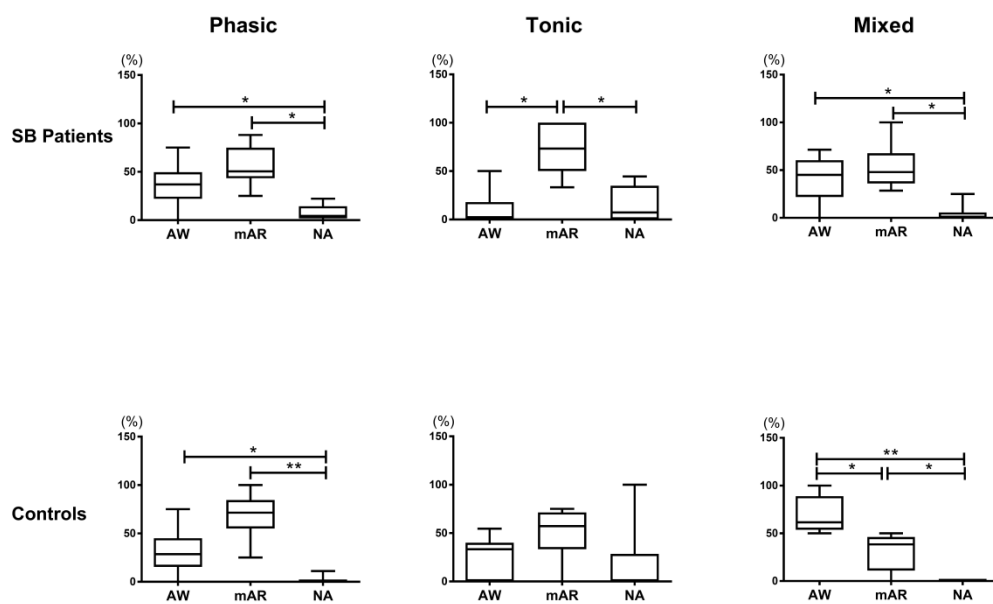 Phasic Tonic Mixed
SB Patients
(%) (%) (%)
* * * * * *
150 150 150
100 100 100
50 50 50
0 0 0
AW mAR NA AW mAR NA AW mAR NA
Controls
(%) (%) (%)
* ** ** * *
150 150 150
100 100 100
50 50 50
0 0 0
AW mAR NA AW mAR NA AW mAR NA